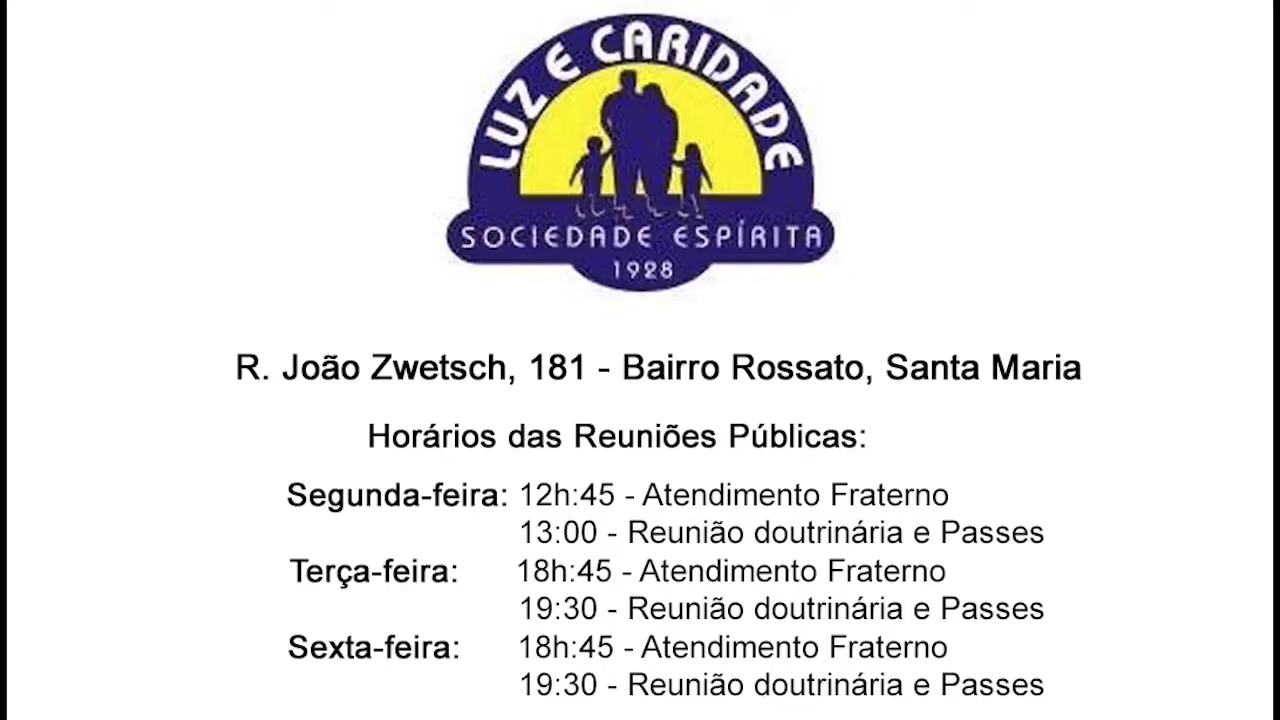 LUZ E CARIDADE
SOCIEDADE ESPÍRITA
1928
R. João Zwetsch, 181 - Bairro Rossato, Santa Maria
Horários das Reuniões Públicas:
Segunda-feira: 12h:45 - Atendimento Fraterno
13:00 - Reunião doutrinária e Passes
Terça-feira: 18h:45 - Atendimento Fraterno
19:30 - Reunião doutrinária e Passes
Sexta-feira: 18h:45 - Atendimento Fraterno
19:30 - Reunião doutrinária e Passes